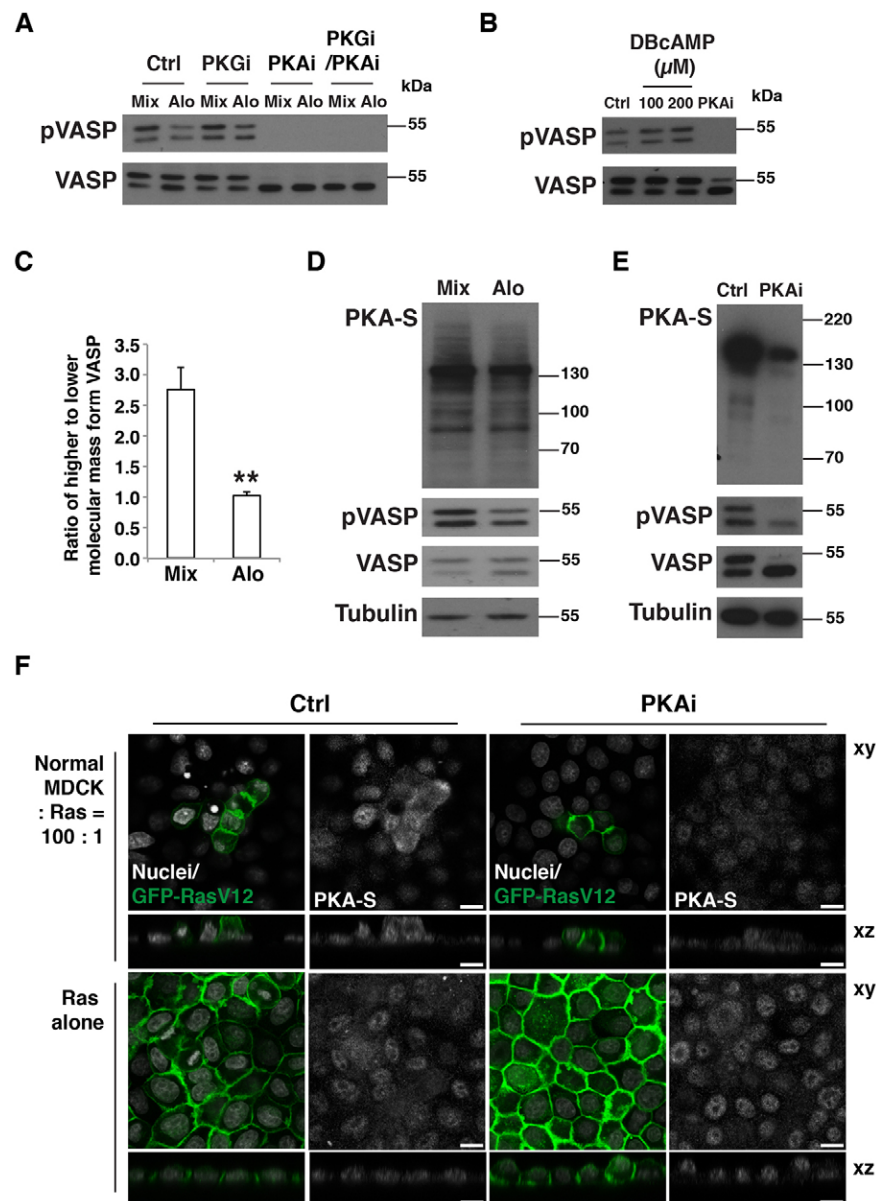 A
Ctrl PKGi PKAi PKGi /PKAi
kDa
Mix Alo Mix Alo Mix Alo Mix Alo
pVASP
55
VASP
55
B
DBcAMP
(µM)
Ctrl 100 200 PKAi
kDa
pVASP
55
VASP
55
C
Ratio of higher to lower
molecular mass form VASP
3.5
3.0
2.5
2.0
1.5
1.0
0.5
0.0
**
Mix Alo
D
Mix Alo
PKA-S
130
100
70
pVASP
55
VASP
55
Tubulin
55
E
Ctrl PKAi
PKA-S
220
130
100
70
pVASP
55
VASP
55
Tubulin
55
F
Ctrl PKAi
Normal
MDCK
: Ras =
100 : 1
Nuclei/
GFP-RasV12
PKA-S
Nuclei/
GFP-RasV12
PKA-S
xy
xz
Ras
alone
xy
xz